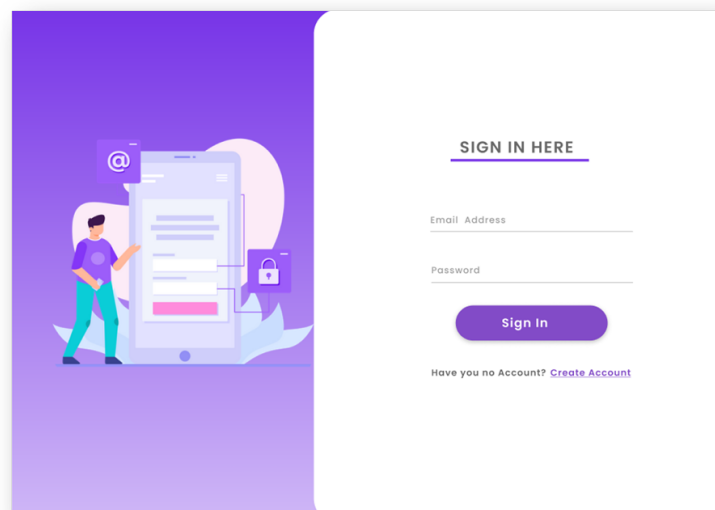 @
SIGN IN HERE
Email Address
Password
Sign In
Have you no Account? Create Account